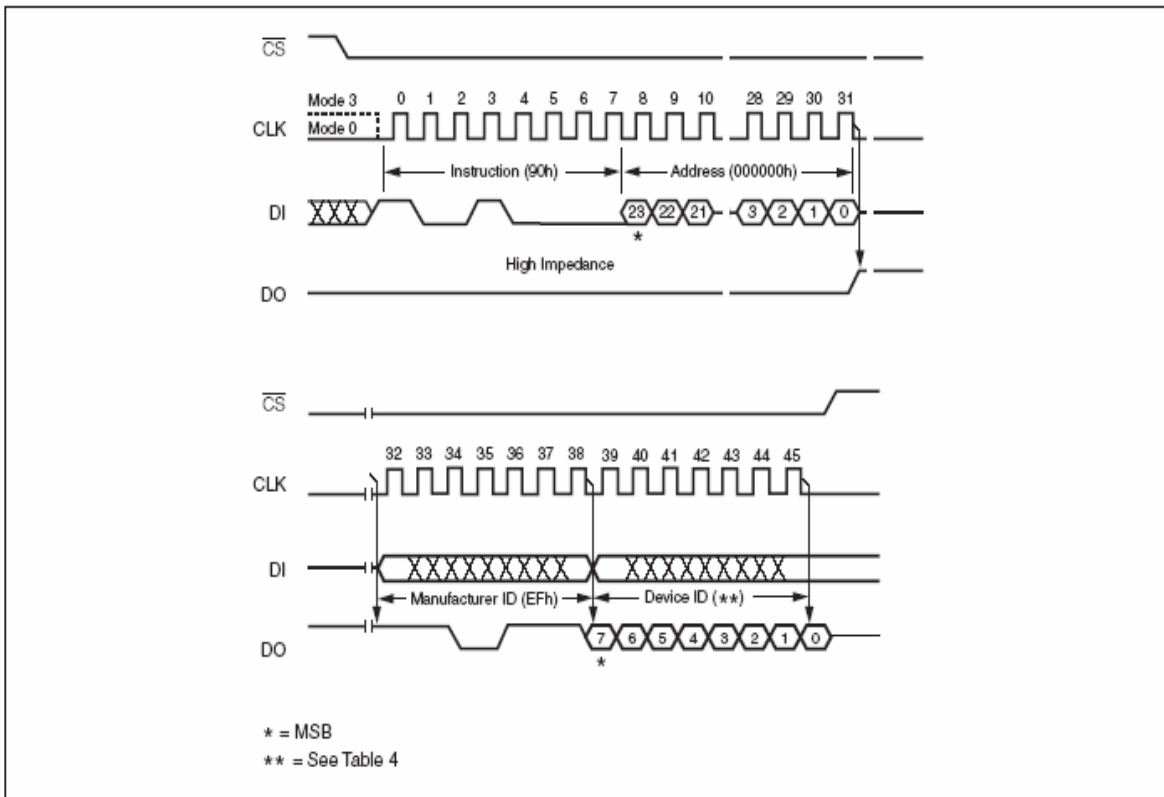 CS
0 1 2 3 4 5 6 7 8 9 10 28 29 30 31
Mode 3
CLK
Mode 0
Instruction (90h)
Address (000000h)
DI
23 22 21 3 2 1 0
*
High Impedance
DO
CS
32 33 34 35 36 37 38 39 40 41 42 43 44 45
CLK
DI
Manufacturer ID (EFh)
Device ID (**)
DO
7 6 5 4 3 2 1 0
*
* = MSB
** = See Table 4